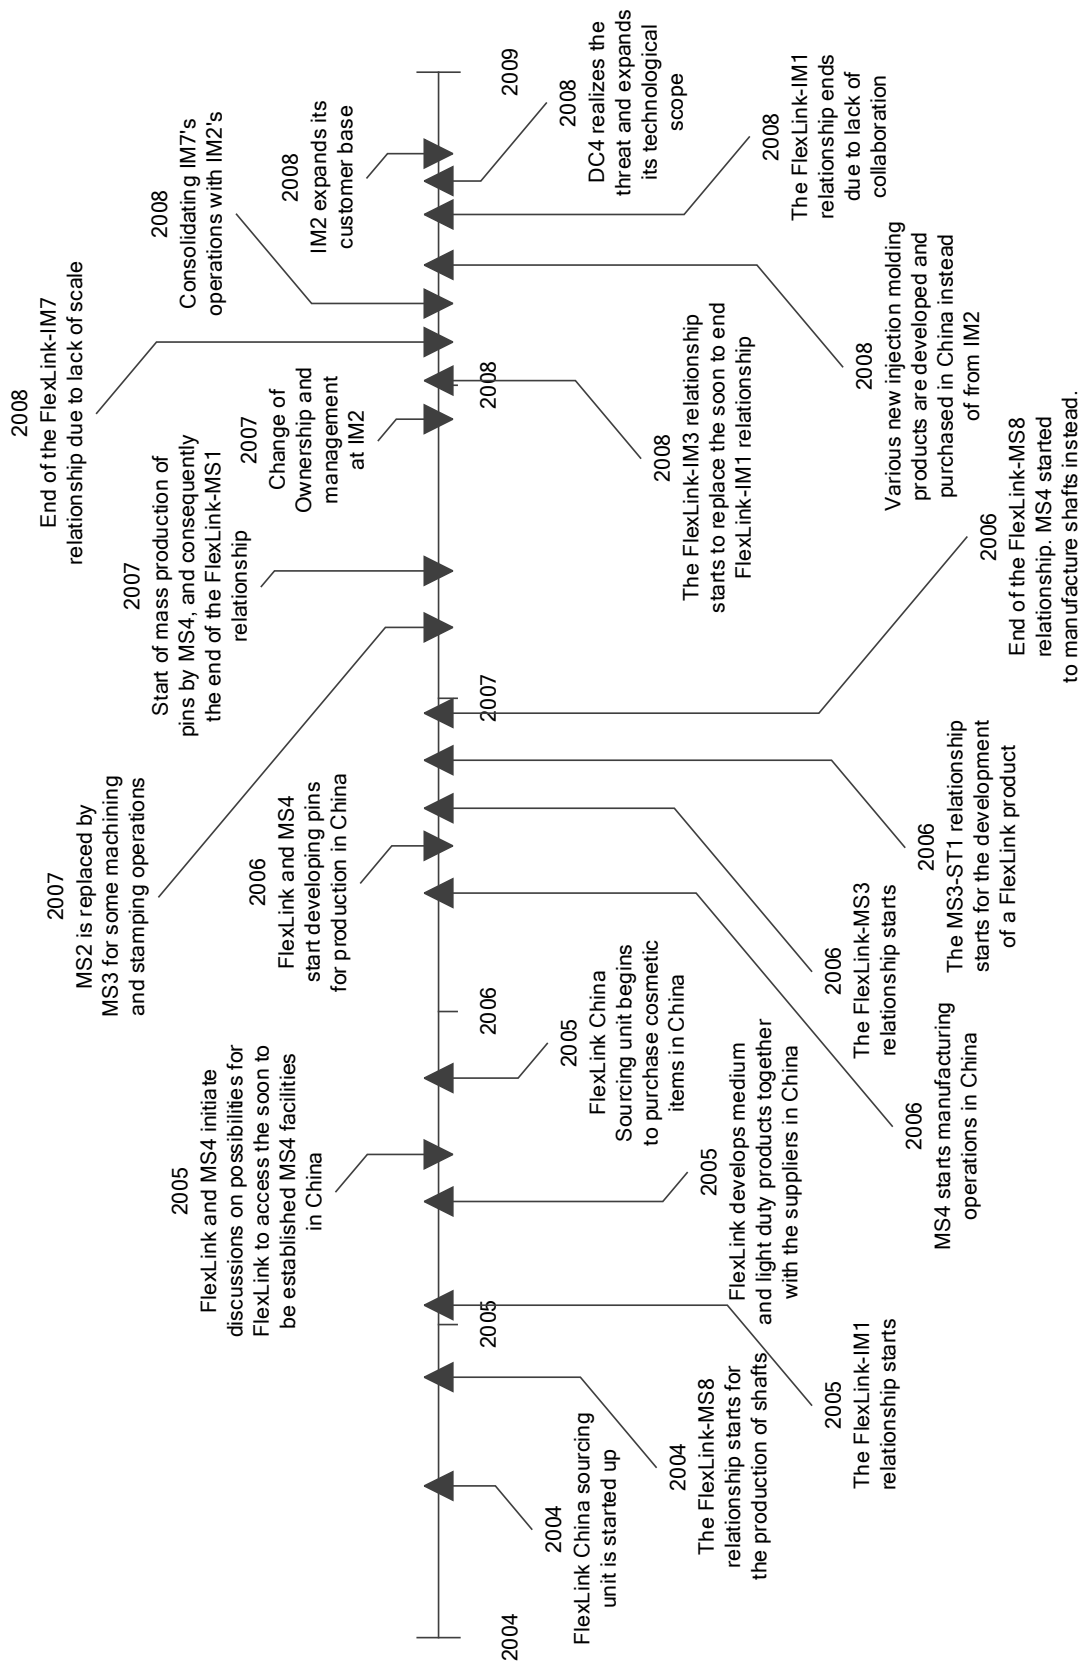 2007
MS2 is replaced by
MS3 for some machining
and stamping operations
2008
End of the FlexLink-IM7
relationship due to lack of scale
2005
FlexLink and MS4 initiate
discussions on possibilities for
FlexLink to access the soon to
be established MS4 facilities
in China
2006
FlexLink and MS4
start developing pins
for production in China
2007
Start of mass production of
pins by MS4, and consequently
the end of the FlexLink-MS1
relationship
2007
Change of
Ownership and
management
at IM2
2008
Consolidating IM7's
operations with IM2's
2008
IM2 expands its
customer base
2004
2005
2006
2007
2008
2009
2004
FlexLink China sourcing
unit is started up
2004
The FlexLink-MS8
relationship starts for
the production of shafts
2005
The FlexLink-IM1
relationship starts
2005
FlexLink develops medium
and light duty products together
with the suppliers in China
2005
FlexLink China
Sourcing unit begins
to purchase cosmetic
items in China
2006
MS4 starts manufacturing
operations in China
2006
The FlexLink-MS3
relationship starts
2006
The MS3-ST1 relationship
starts for the development
of a FlexLink product
2006
End of the FlexLink-MS8
relationship. MS4 started
to manufacture shafts instead.
2008
The FlexLink-IM3 relationship
starts to replace the soon to end
FlexLink-IM1 relationship
2008
Various new injection molding
products are developed and
purchased in China instead
of from IM2
2008
The FlexLink-IM1
relationship ends
due to lack of
collaboration
2008
DC4 realizes the
threat and expands
its technological
scope